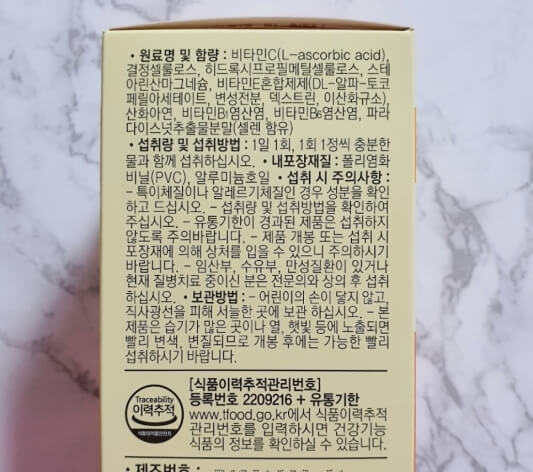 • 원료명 및 함량 : 비타민C(L-ascorbic acid),
결정셀룰로스, 히드록시프로필메틸셀룰로스, 스테
아린산마그네슘, 비타민E혼합제제(DL-알파-토코
페릴아세테이트, 변성전분, 덱스트린, 이산화규소),
산화아연, 비타민B₁염산염, 비타민B₆염산염, 파라
다이스넛추출물분말(셀렌 함유)
• 섭취량 및 섭취방법 : 1일 1회, 1회 1정씩 충분한
물과 함께 섭취하십시오. • 내포장재질 : 폴리염화
비닐(PVC), 알루미늄호일 • 섭취 시 주의사항 :
- 특이체질이나 알레르기체질인 경우 성분을 확인
하고 드십시오. - 섭취량 및 섭취방법을 확인하여
주십시오. - 유통기한이 경과된 제품은 섭취하지
않도록 주의바랍니다. - 제품 개봉 또는 섭취 시
포장재에 의해 상처를 입을 수 있으니 주의하시기
바랍니다. - 임산부, 수유부, 만성질환이 있거나
현재 질병치료 중이신 분은 전문의와 상의 후 섭취
하십시오. • 보관방법 : - 어린이의 손이 닿지 않고,
직사광선을 피해 서늘한 곳에 보관 하십시오. - 본
제품은 습기가 많은 곳이나 열, 햇빛 등에 노출되면
빨리 변색, 변질되므로 개봉 후에는 가능한 빨리
섭취하시기 바랍니다.
Traceability
이력추적
식품의약품안전처
[식품이력추적관리번호]
등록번호 2209216 + 유통기한
www.tfood.go.kr에서 식품이력추적
관리번호를 입력하시면 건강기능
식품의 정보를 확인하실 수 있습니다.
• 제조번호 :